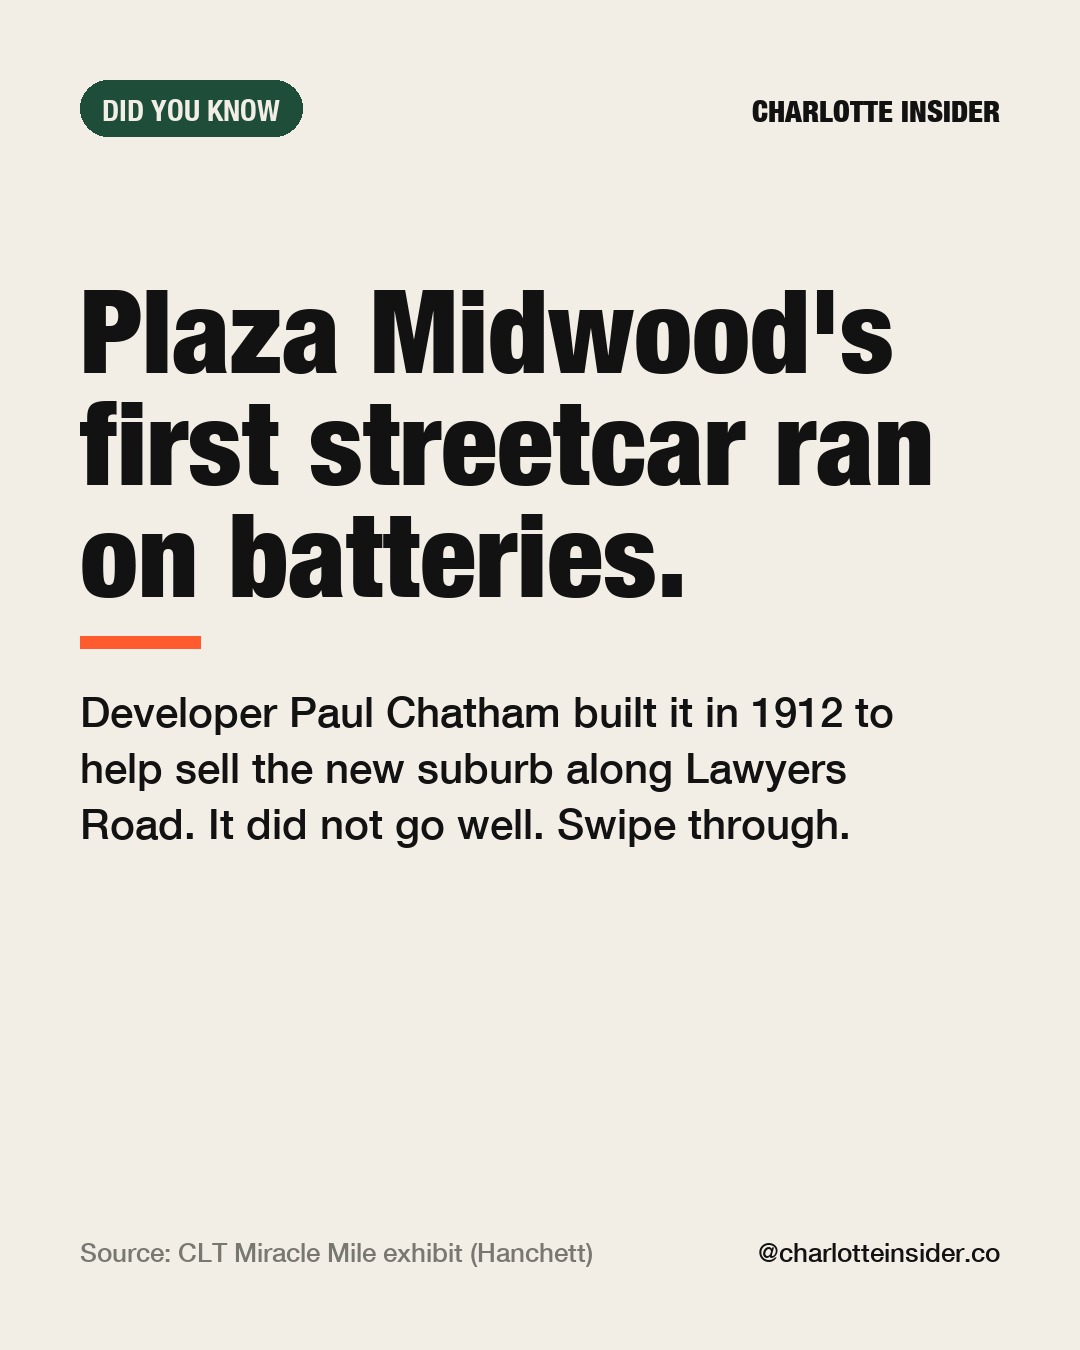 DID YOU KNOW
CHARLOTTE INSIDER
Plaza Midwood's
first streetcar ran
on batteries.
Developer Paul Chatham built it in 1912 to
help sell the new suburb along Lawyers
Road. It did not go well. Swipe through.
Source: CLT Miracle Mile exhibit (Hanchett)
@charlotteinsider.co